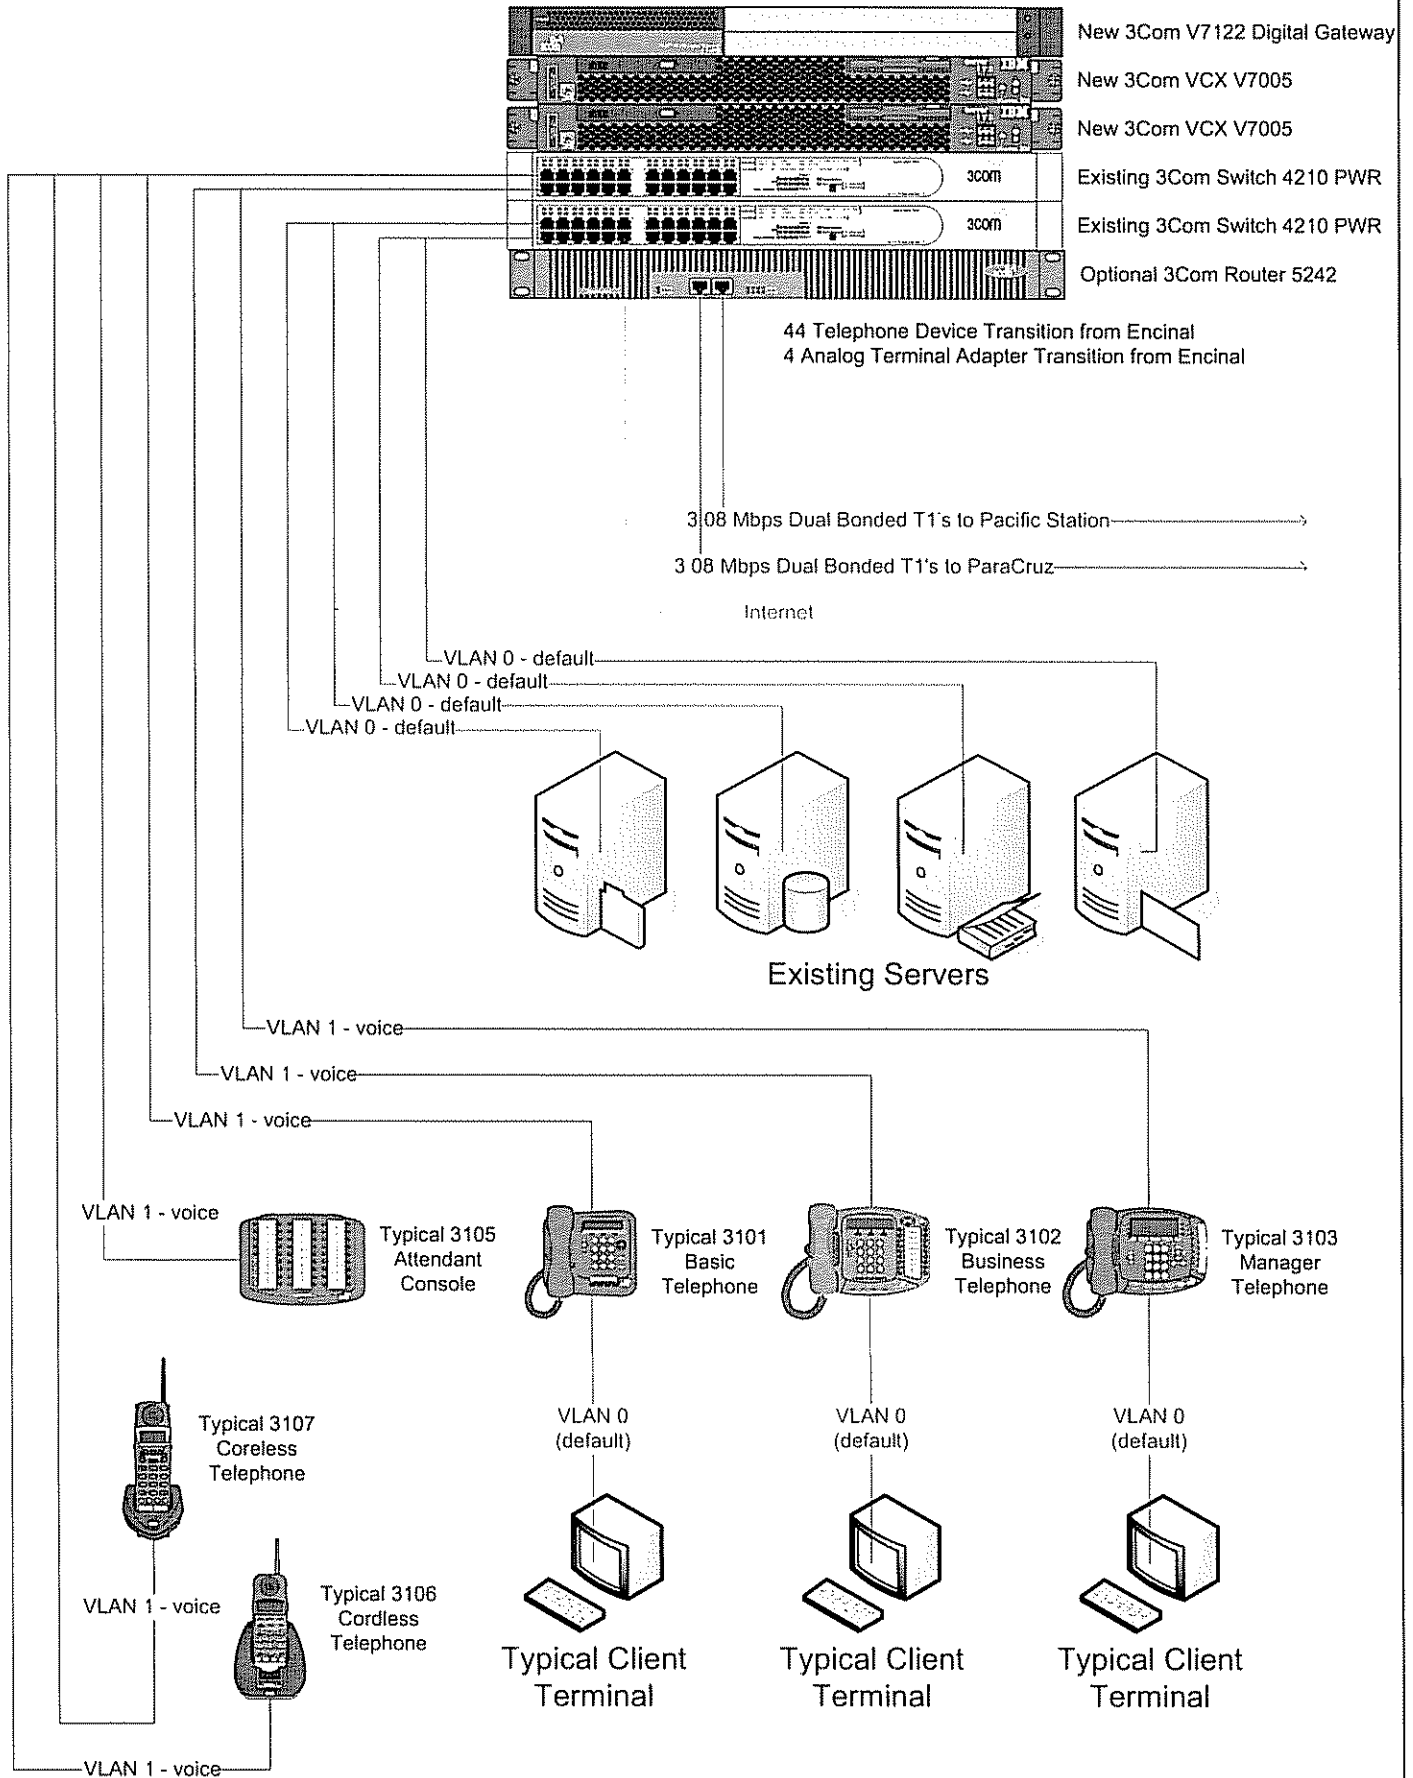 New 3Com V7122 Digital Gateway
IBM
New 3Com VCX V7005
IBM
New 3Com VCX V7005
3com
Existing 3Com Switch 4210 PWR
3com
Existing 3Com Switch 4210 PWR
Optional 3Com Router 5242
44 Telephone Device Transition from Encinal
4 Analog Terminal Adapter Transition from Encinal
3 08 Mbps Dual Bonded T1's to Pacific Station
3 08 Mbps Dual Bonded T1's to ParaCruz
Internet
VLAN 0 - default
VLAN 0 - default
VLAN 0 - default
VLAN 0 - default
Existing Servers
VLAN 1 - voice
VLAN 1 - voice
VLAN 1 - voice
VLAN 1 - voice
Typical 3105
Attendant
Console
Typical 3101
Basic
Telephone
Typical 3102
Business
Telephone
Typical 3103
Manager
Telephone
Typical 3107
Coreless
Telephone
VLAN 0
(default)
VLAN 0
(default)
VLAN 0
(default)
VLAN 1 - voice
Typical 3106
Cordless
Telephone
Typical Client
Terminal
Typical Client
Terminal
Typical Client
Terminal
VLAN 1 - voice